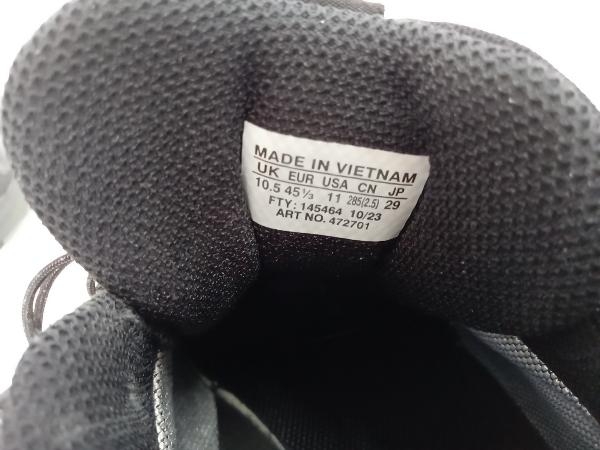 MADE IN VIETNAM
UK EUR USA CN JP
10.5 45⅓ 11 285(2.5) 29
FTY: 145464 10/23
ART NO. 472701